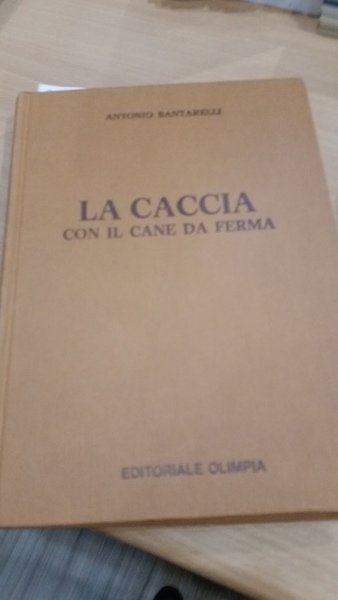 ANTONIO SANTARELLI
LA CACCIA
CON IL CANE DA FERMA
EDITORIALE OLIMPIA